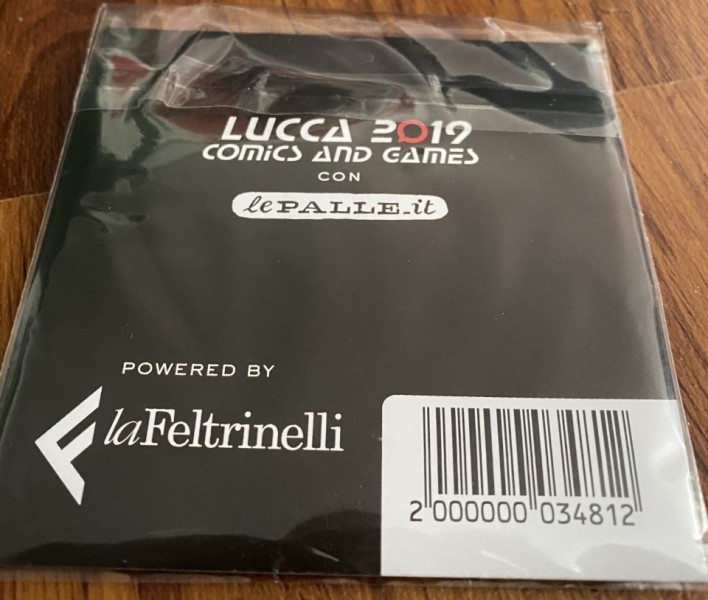 LUCCA 2019
COMICS AND GAMES
CON
lePALLE.it
POWERED BY
laFeltrinelli
2 000000 034812